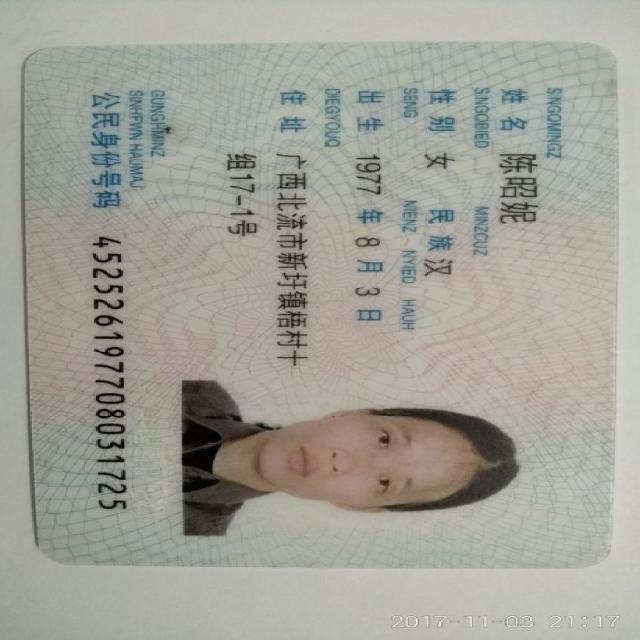 SINGQMINGZ
姓名 陈昭妮
SINGQBIED MINZCUZ
性别 女 民族 汉
SENG NIENZ NYIED HAUH
出生 1977 年 8 月 3 日
DIEGYOUQ
住址 广西北流市新圩镇梧村十
组17-1号
GUNGHMINZ
SINHFWN HAUMAJ
公民身份号码 452526197708031725
2017-11-03 21:17